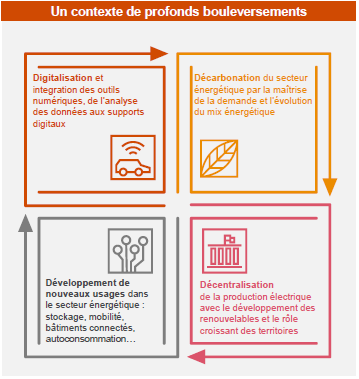 Un contexte de profonds bouleversements
Digitalisation et
integration des outils
numériques, de l'analyse
des données aux supports
digitaux
Décarbonation du secteur
énergétique par la maîtrise
de la demande et l'évolution
du mix énergétique
Développement de
nouveaux usages dans
le secteur énergétique :
stockage, mobilité,
bâtiments connectés,
autoconsommation…
Décentralisation
de la production électrique
avec le développement des
renouvelables et le rôle
croissant des territoires